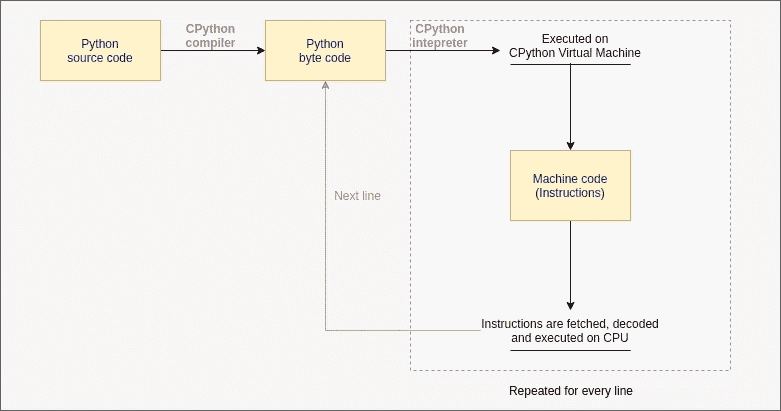 Python
source code
CPython
compiler
Python
byte code
CPython
intepreter
Executed on
CPython Virtual Machine
Machine code
(Instructions)
Next line
Instructions are fetched, decoded
and executed on CPU
Repeated for every line